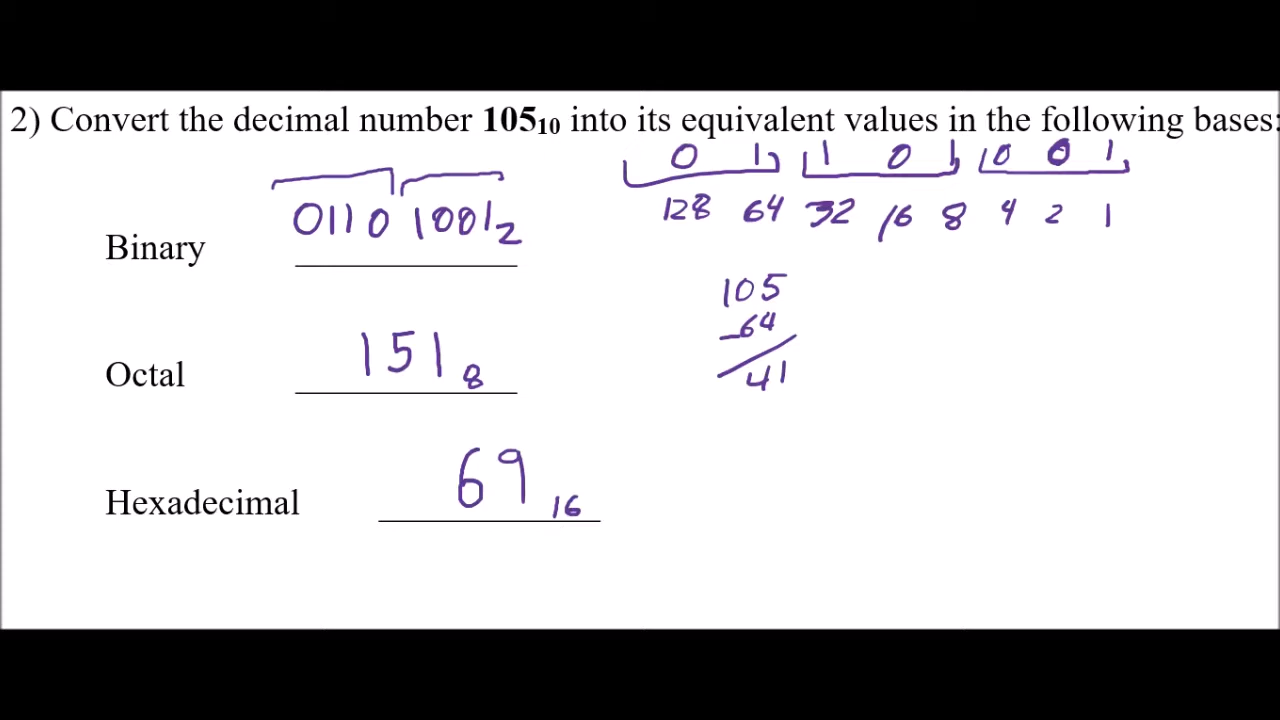 2) Convert the decimal number 105₁₀ into its equivalent values in the following bases:
0 1 1 0 1 0 0 1
128 64 32 16 8 4 2 1
Binary 0110 1001₂
105
-64
41
Octal 151₈
Hexadecimal 69₁₆